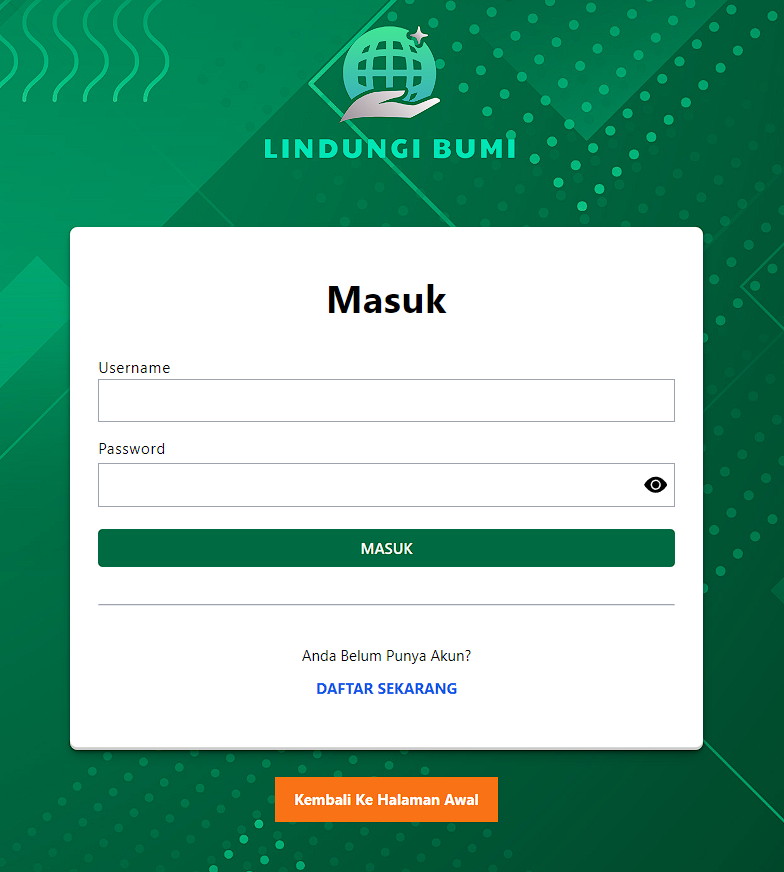 LINDUNGI BUMI
Masuk
Username
Password
MASUK
Anda Belum Punya Akun?
DAFTAR SEKARANG
Kembali Ke Halaman Awal